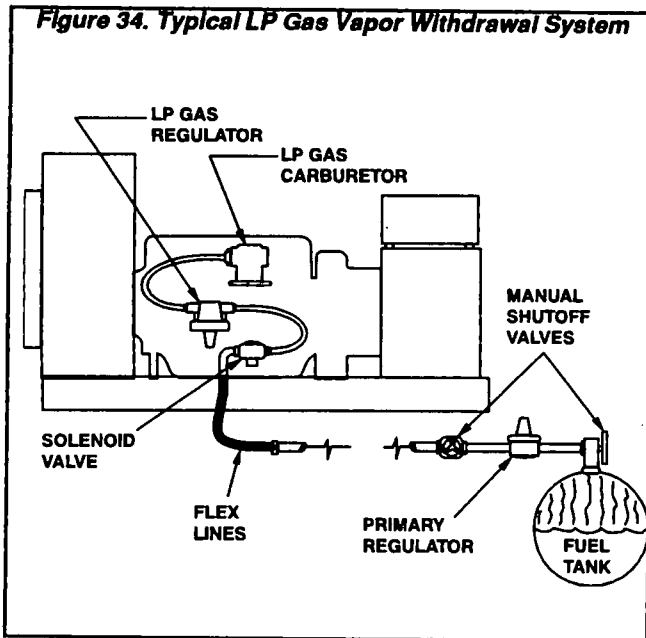 Figure 34. Typical LP Gas Vapor Withdrawal System
LP GAS
REGULATOR
LP GAS
CARBURETOR
MANUAL
SHUTOFF
VALVES
SOLENOID
VALVE
FLEX
LINES
PRIMARY
REGULATOR
FUEL
TANK